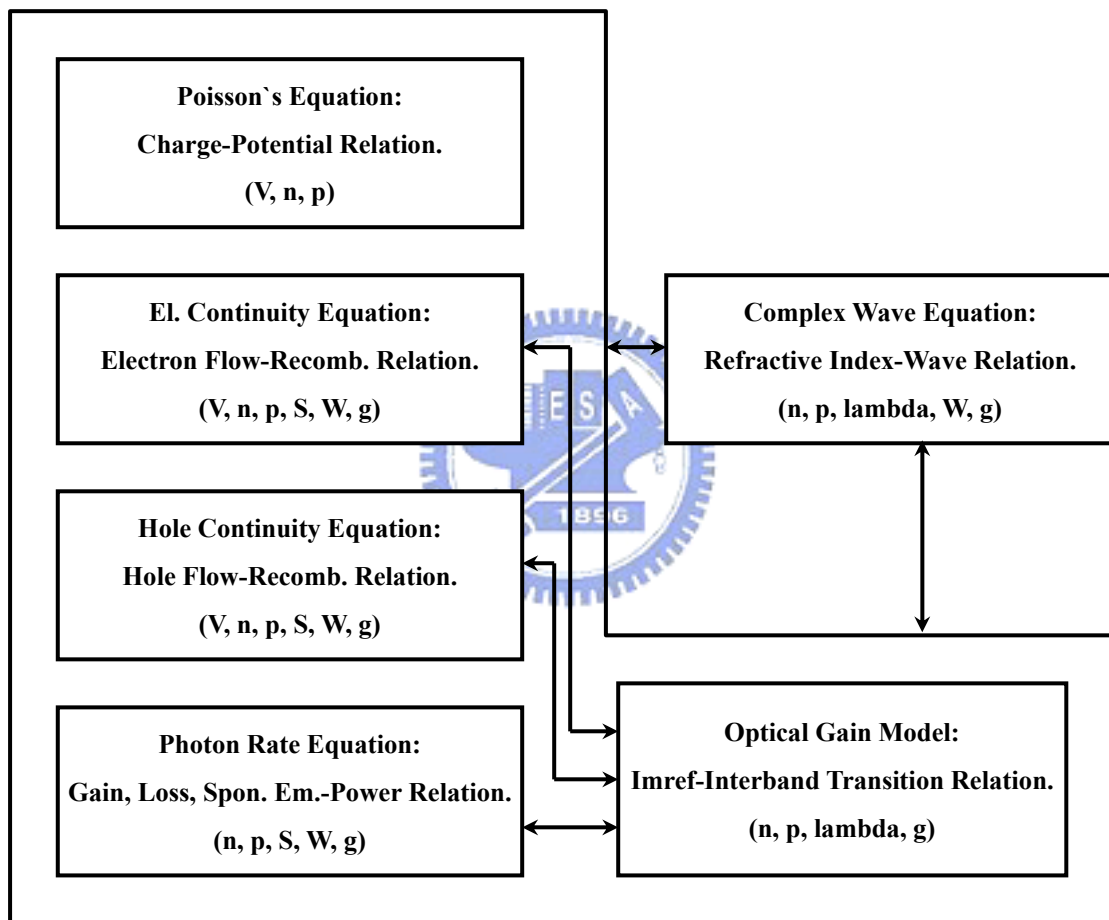 Poisson`s Equation:
Charge-Potential Relation.
(V, n, p)
El. Continuity Equation:
Electron Flow-Recomb. Relation.
(V, n, p, S, W, g)
Complex Wave Equation:
Refractive Index-Wave Relation.
(n, p, lambda, W, g)
E S A
1896
Hole Continuity Equation:
Hole Flow-Recomb. Relation.
(V, n, p, S, W, g)
Photon Rate Equation:
Gain, Loss, Spon. Em.-Power Relation.
(n, p, S, W, g)
Optical Gain Model:
Imref-Interband Transition Relation.
(n, p, lambda, g)